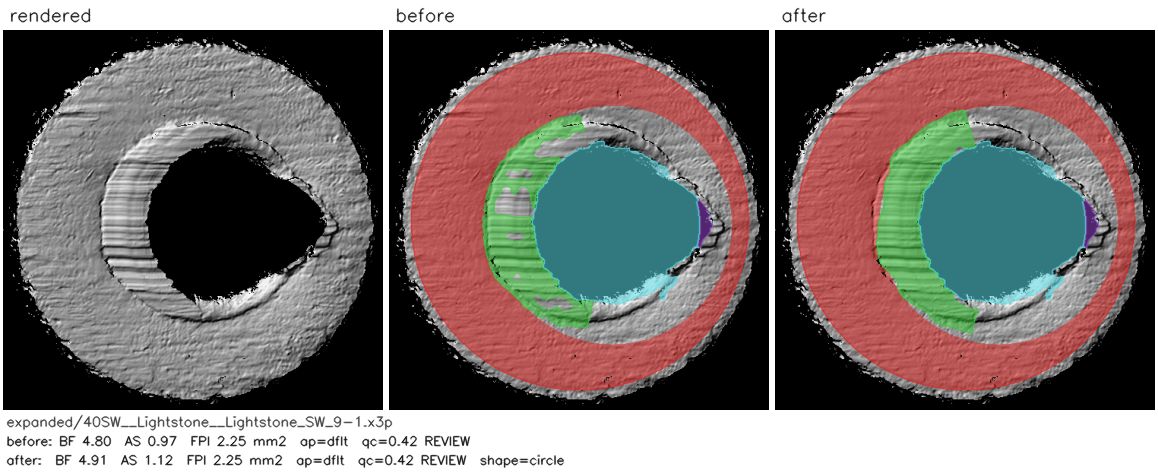 rendered
before
after
expanded/40SW__Lightstone__Lightstone_SW_9-1.x3p
before: BF 4.80 AS 0.97 FPI 2.25 mm2 ap=dflt qc=0.42 REVIEW
after: BF 4.91 AS 1.12 FPI 2.25 mm2 ap=dflt qc=0.42 REVIEW shape=circle